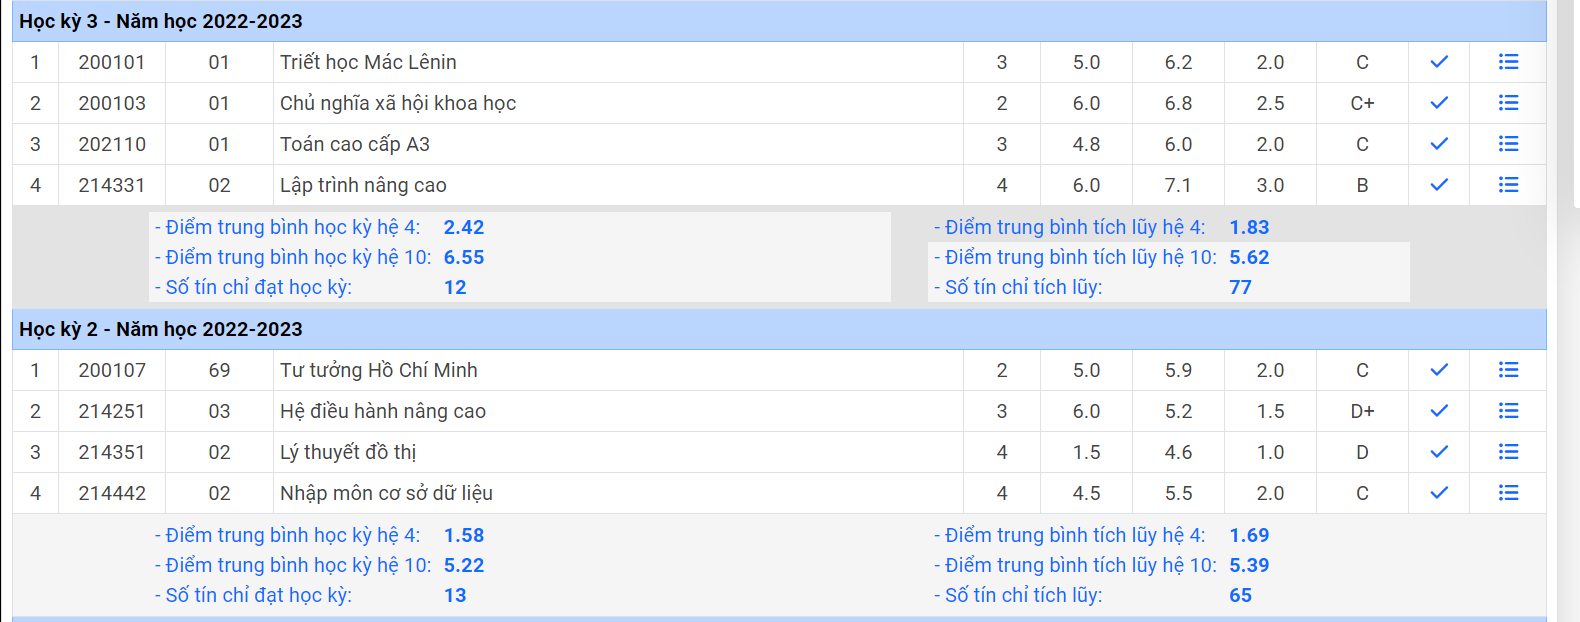 Học kỳ 3 - Năm học 2022-2023
1 200101 01 Triết học Mác Lênin 3 5.0 6.2 2.0 C
2 200103 01 Chủ nghĩa xã hội khoa học 2 6.0 6.8 2.5 C+
3 202110 01 Toán cao cấp A3 3 4.8 6.0 2.0 C
4 214331 02 Lập trình nâng cao 4 6.0 7.1 3.0 B
- Điểm trung bình học kỳ hệ 4: 2.42 - Điểm trung bình tích lũy hệ 4: 1.83
- Điểm trung bình học kỳ hệ 10: 6.55 - Điểm trung bình tích lũy hệ 10: 5.62
- Số tín chỉ đạt học kỳ: 12 - Số tín chỉ tích lũy: 77
Học kỳ 2 - Năm học 2022-2023
1 200107 69 Tư tưởng Hồ Chí Minh 2 5.0 5.9 2.0 C
2 214251 03 Hệ điều hành nâng cao 3 6.0 5.2 1.5 D+
3 214351 02 Lý thuyết đồ thị 4 1.5 4.6 1.0 D
4 214442 02 Nhập môn cơ sở dữ liệu 4 4.5 5.5 2.0 C
- Điểm trung bình học kỳ hệ 4: 1.58 - Điểm trung bình tích lũy hệ 4: 1.69
- Điểm trung bình học kỳ hệ 10: 5.22 - Điểm trung bình tích lũy hệ 10: 5.39
- Số tín chỉ đạt học kỳ: 13 - Số tín chỉ tích lũy: 65